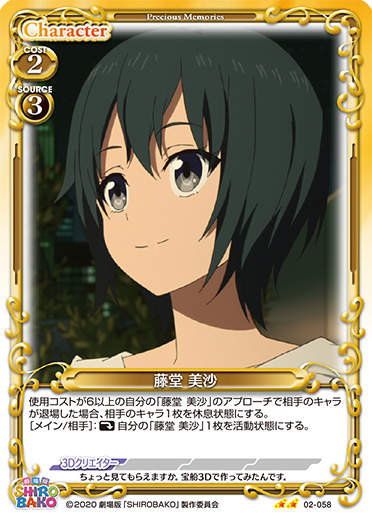 Precious Memories
Character
COST
2
SOURCE
3
藤堂 美沙
使用コストが6以上の自分の「藤堂 美沙」のアプローチで相手のキャラ
が退場した場合、相手のキャラ1枚を休息状態にする。
[メイン/相手]: 自分の「藤堂 美沙」1枚を活動状態にする。
3Dクリエイター
ちょっと見てもらえますか。宝船3Dで作ってみたんです。
劇場版
SHIROBAKO
©2020 劇場版「SHIROBAKO」製作委員会
02-058